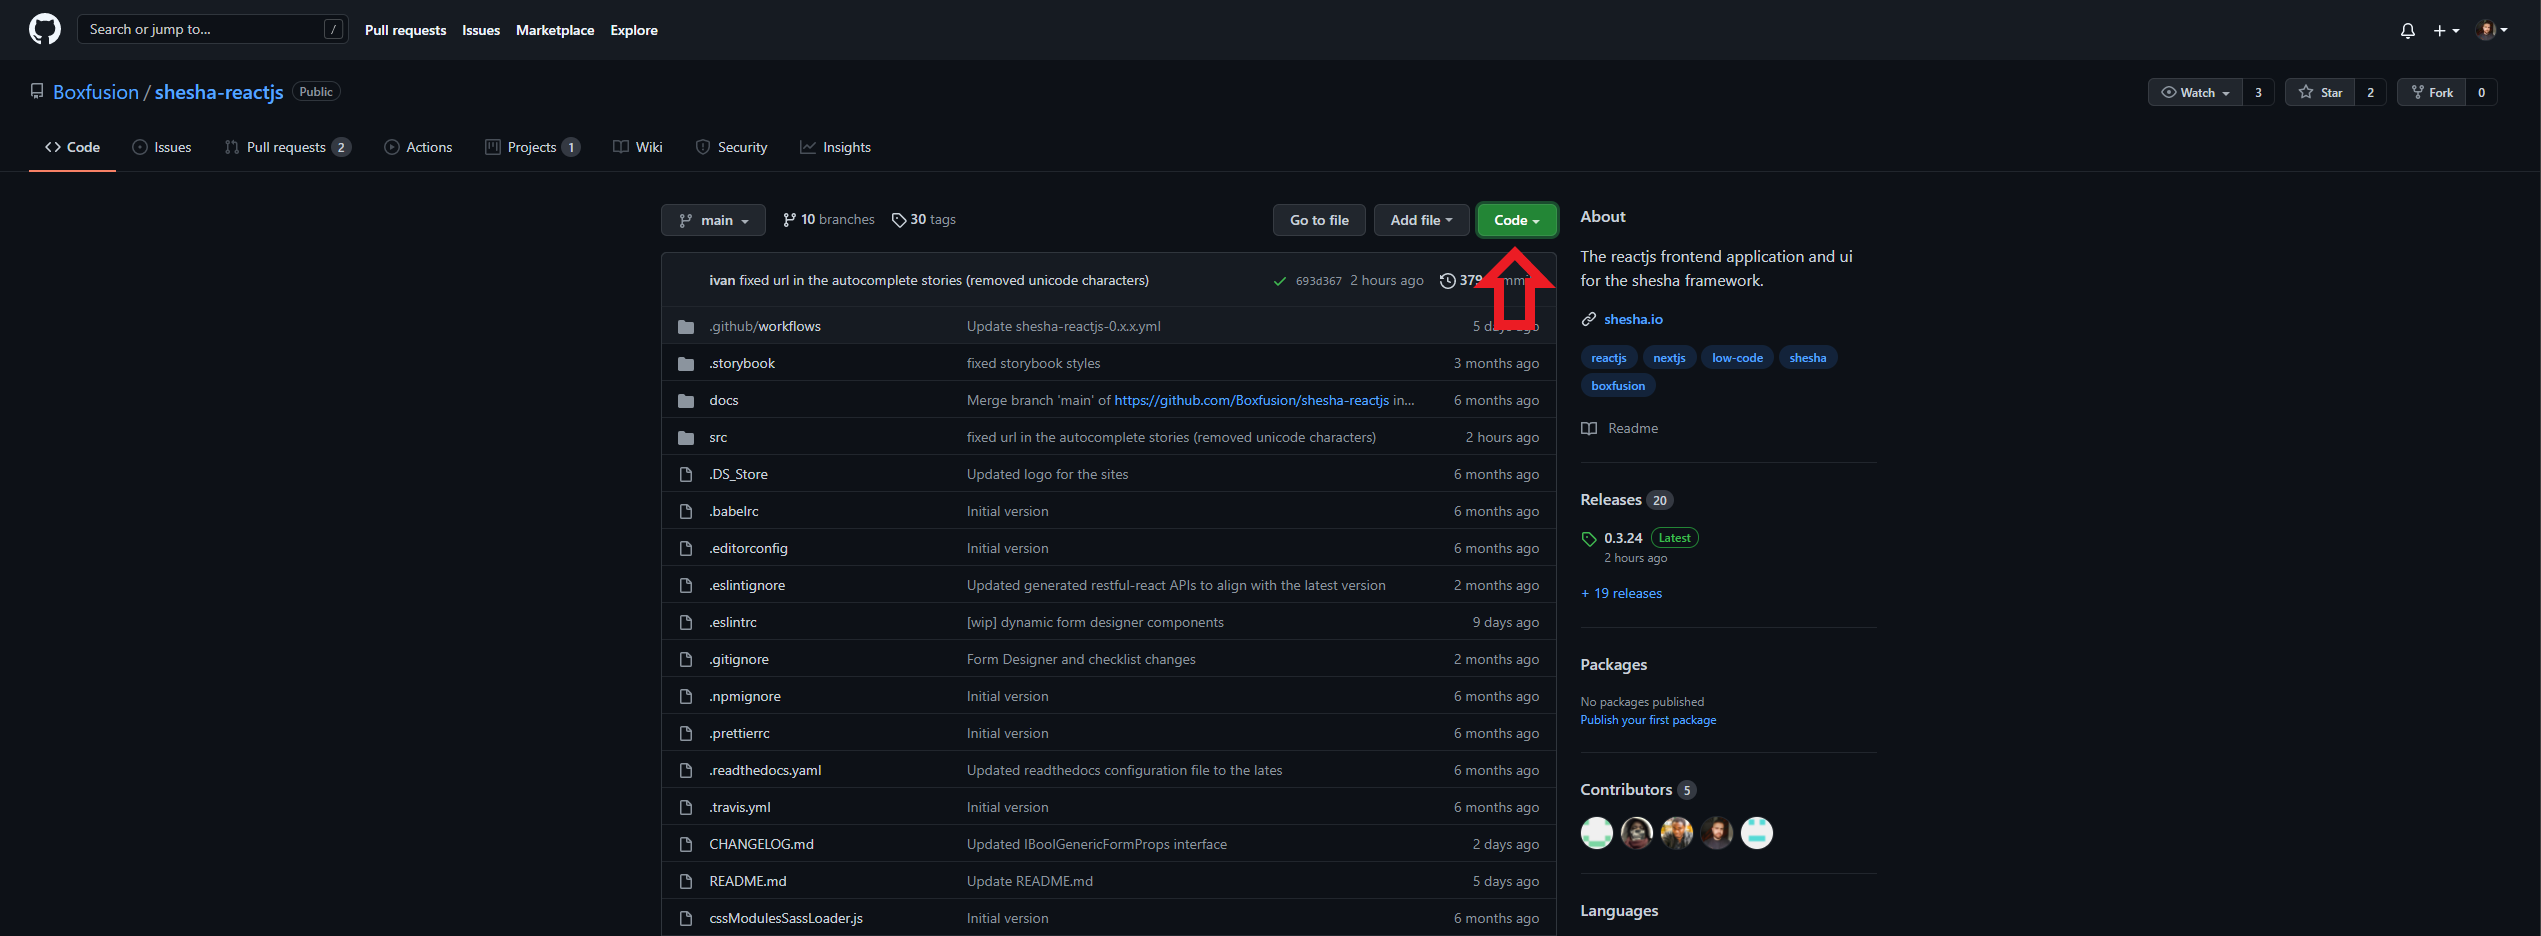 Search or jump to... /
Pull requests Issues Marketplace Explore
Boxfusion / shesha-reactjs Public
Watch 3 Star 2 Fork 0
Code Issues Pull requests 2 Actions Projects 1 Wiki Security Insights
main 10 branches 30 tags Go to file Add file Code
ivan fixed url in the autocomplete stories (removed unicode characters) 693d367 2 hours ago 379
.github/workflows Update shesha-reactjs-0.x.x.yml 5 days ago
.storybook fixed storybook styles 3 months ago
docs Merge branch 'main' of https://github.com/Boxfusion/shesha-reactjs in... 6 months ago
src fixed url in the autocomplete stories (removed unicode characters) 2 hours ago
.DS_Store Updated logo for the sites 6 months ago
.babelrc Initial version 6 months ago
.editorconfig Initial version 6 months ago
.eslintignore Updated generated restful-react APIs to align with the latest version 2 months ago
.eslintrc [wip] dynamic form designer components 9 days ago
.gitignore Form Designer and checklist changes 2 months ago
.npmignore Initial version 6 months ago
.prettierrc Initial version 6 months ago
.readthedocs.yaml Updated readthedocs configuration file to the lates 6 months ago
.travis.yml Initial version 6 months ago
CHANGELOG.md Updated IBoolGenericFormProps interface 2 days ago
README.md Update README.md 5 days ago
cssModulesSassLoader.js Initial version 6 months ago
About
The reactjs frontend application and ui
for the shesha framework.
shesha.io
reactjs nextjs low-code shesha
boxfusion
Readme
Releases 20
0.3.24 Latest
2 hours ago
+ 19 releases
Packages
No packages published
Publish your first package
Contributors 5
Languages